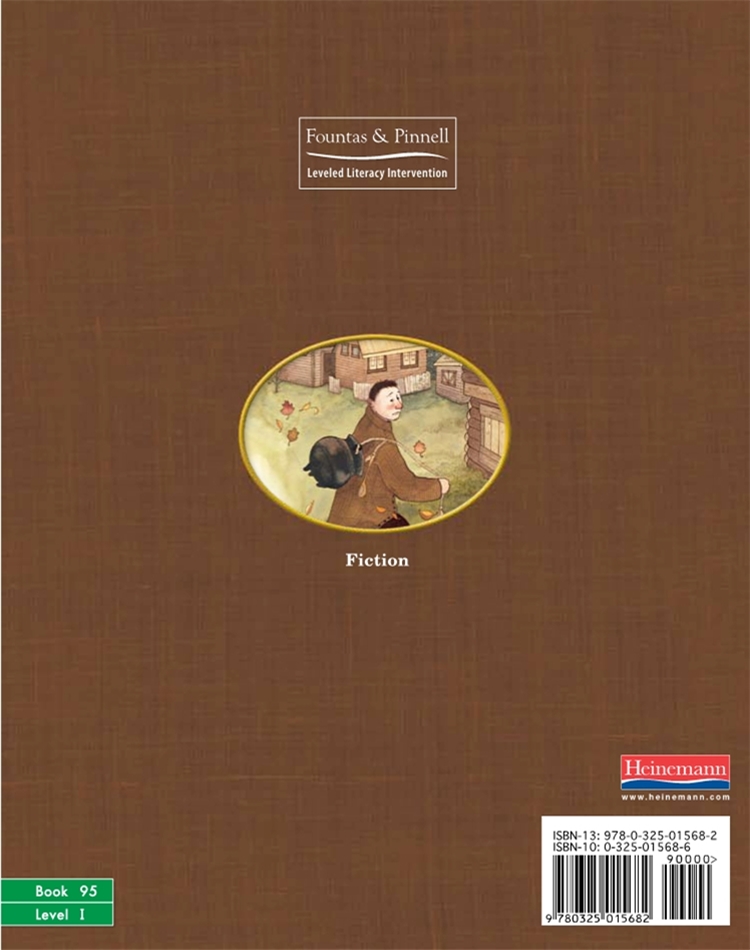 Fountas & Pinnell
Leveled Literacy Intervention
Fiction
Heinemann
www.heinemann.com
ISBN-13: 978-0-325-01568-2
ISBN-10: 0-325-01568-6
90000>
9 780325 015682
Book 95
Level I